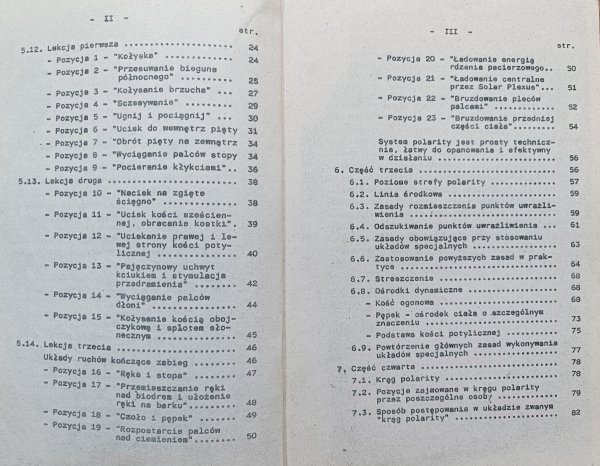 - II -
str.
5.12. Lekcja pierwsza ........................ 24
- Pozycja 1 - "Kołyska" .................. 24
- Pozycja 2 - "Przesuwanie bieguna
północnego" ............... 25
- Pozycja 3 - "Kołysanie brzucha" ... 27
- Pozycja 4 - "Sczesywanie" ......... 29
- Pozycja 5 - "Ugnij i pociągnij" ... 30
- Pozycja 6 - "Ucisk do wewnątrz pięty 31
- Pozycja 7 - "Obrót pięty na zewnątrz 34
- Pozycja 8 - "Wyciąganie palców stopy 34
- Pozycja 9 - "Pocieranie kłykciami".. 36
5.13. Lekcja druga ........................ 38
- Pozycja 10 - "Nacisk na zgięte
ścięgno" ............... 38
- Pozycja 11 - "Ucisk kości sześcien-
nej, obracanie kostki". 39
- Pozycja 12 - "Uciskanie prawej i le-
wej strony kości poty-
licznej ............... 40
- Pozycja 13 - "Pajęczynowy uchwyt
kciukiem i stymulacja
przedramienia" ........ 42
- Pozycja 14 - "Wyciąganie palców
dłoni" ................ 44
- Pozycja 15 - "Kołysanie kością oboj-
czykową i splotem sło-
necznym ............... 45
5.14. Lekcja trzecia ........................ 46
Układy ruchów kończące zabieg ........ 46
- Pozycja 16 - "Ręka i stopa" ........ 47
- Pozycja 17 - "Przemieszczanie ręki
nad biodrem i ułożenie
ręki na barku" ........ 48
- Pozycja 18 - "Czoło i pępek" ....... 49
- Pozycja 19 - "Rozpostarcie palców
nad ciemieniem" ........ 50
- III -
str.
- Pozycja 20 - "Ładowanie energią
rdzenia pacierzowego.. 50
- Pozycja 21 - "Ładowanie centralne
przez Solar Plexus"... 51
- Pozycja 22 - "Bruzdowanie pleców
palcami" .............. 52
- Pozycja 23 - "Bruzdowanie przedniej
części ciała" ......... 54
System polarity jest prosty technicz-
nie, łatwy do opanowania i efektywny
w działaniu .......................... 56
6. Część trzecia ........................ 56
6.1. Poziome strefy polarity ............ 57
6.2. Linia środkowa ..................... 59
6.3. Zasady rozmieszczenia punktów uwrażli-
wienia ............................. 59
6.4. Odszukiwanie punktów uwrażliwienia ... 61
6.5. Zasady obowiązujące przy stosowaniu
układów specjalnych ................ 63
6.6. Zastosowanie powyższych zasad w prak-
tyce ............................... 64
6.7. Streszczenie ....................... 68
6.8. Ośrodki dynamiczne ................. 68
- Kość ogonowa ..................... 68
- Pępek - ośrodek ciała o szczególnym
znaczeniu ........................ 73
- Podstawa kości potylicznej ....... 75
6.9. Powtórzenie głównych zasad wykonywania
układów specjalnych ................ 77
7. Część czwarta ........................ 78
7.1. Krąg polarity ...................... 78
7.2. Pozycje zajmowane w kręgu polarity
przez poszczególne osoby ........... 79
7.3. Sposób postępowania w układzie zwanym
"krąg polarity" .................... 82